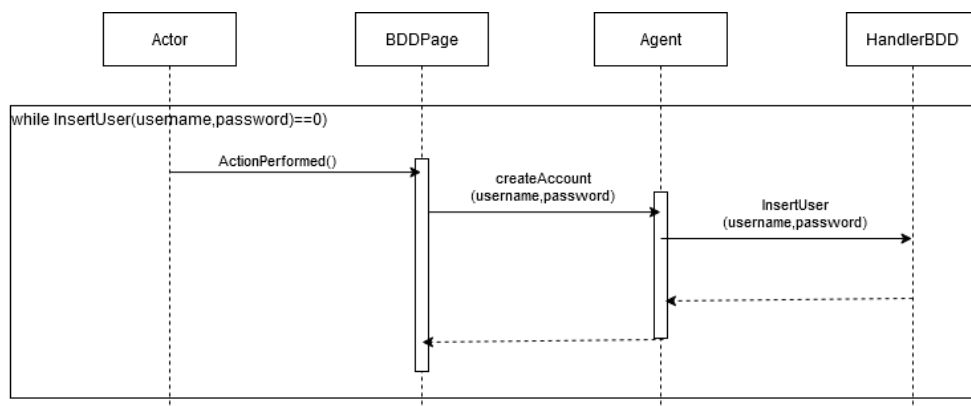 Actor
BDDPage
Agent
HandlerBDD
while InsertUser(username,password)==0)
ActionPerformed()
createAccount
(username,password)
InsertUser
(username,password)